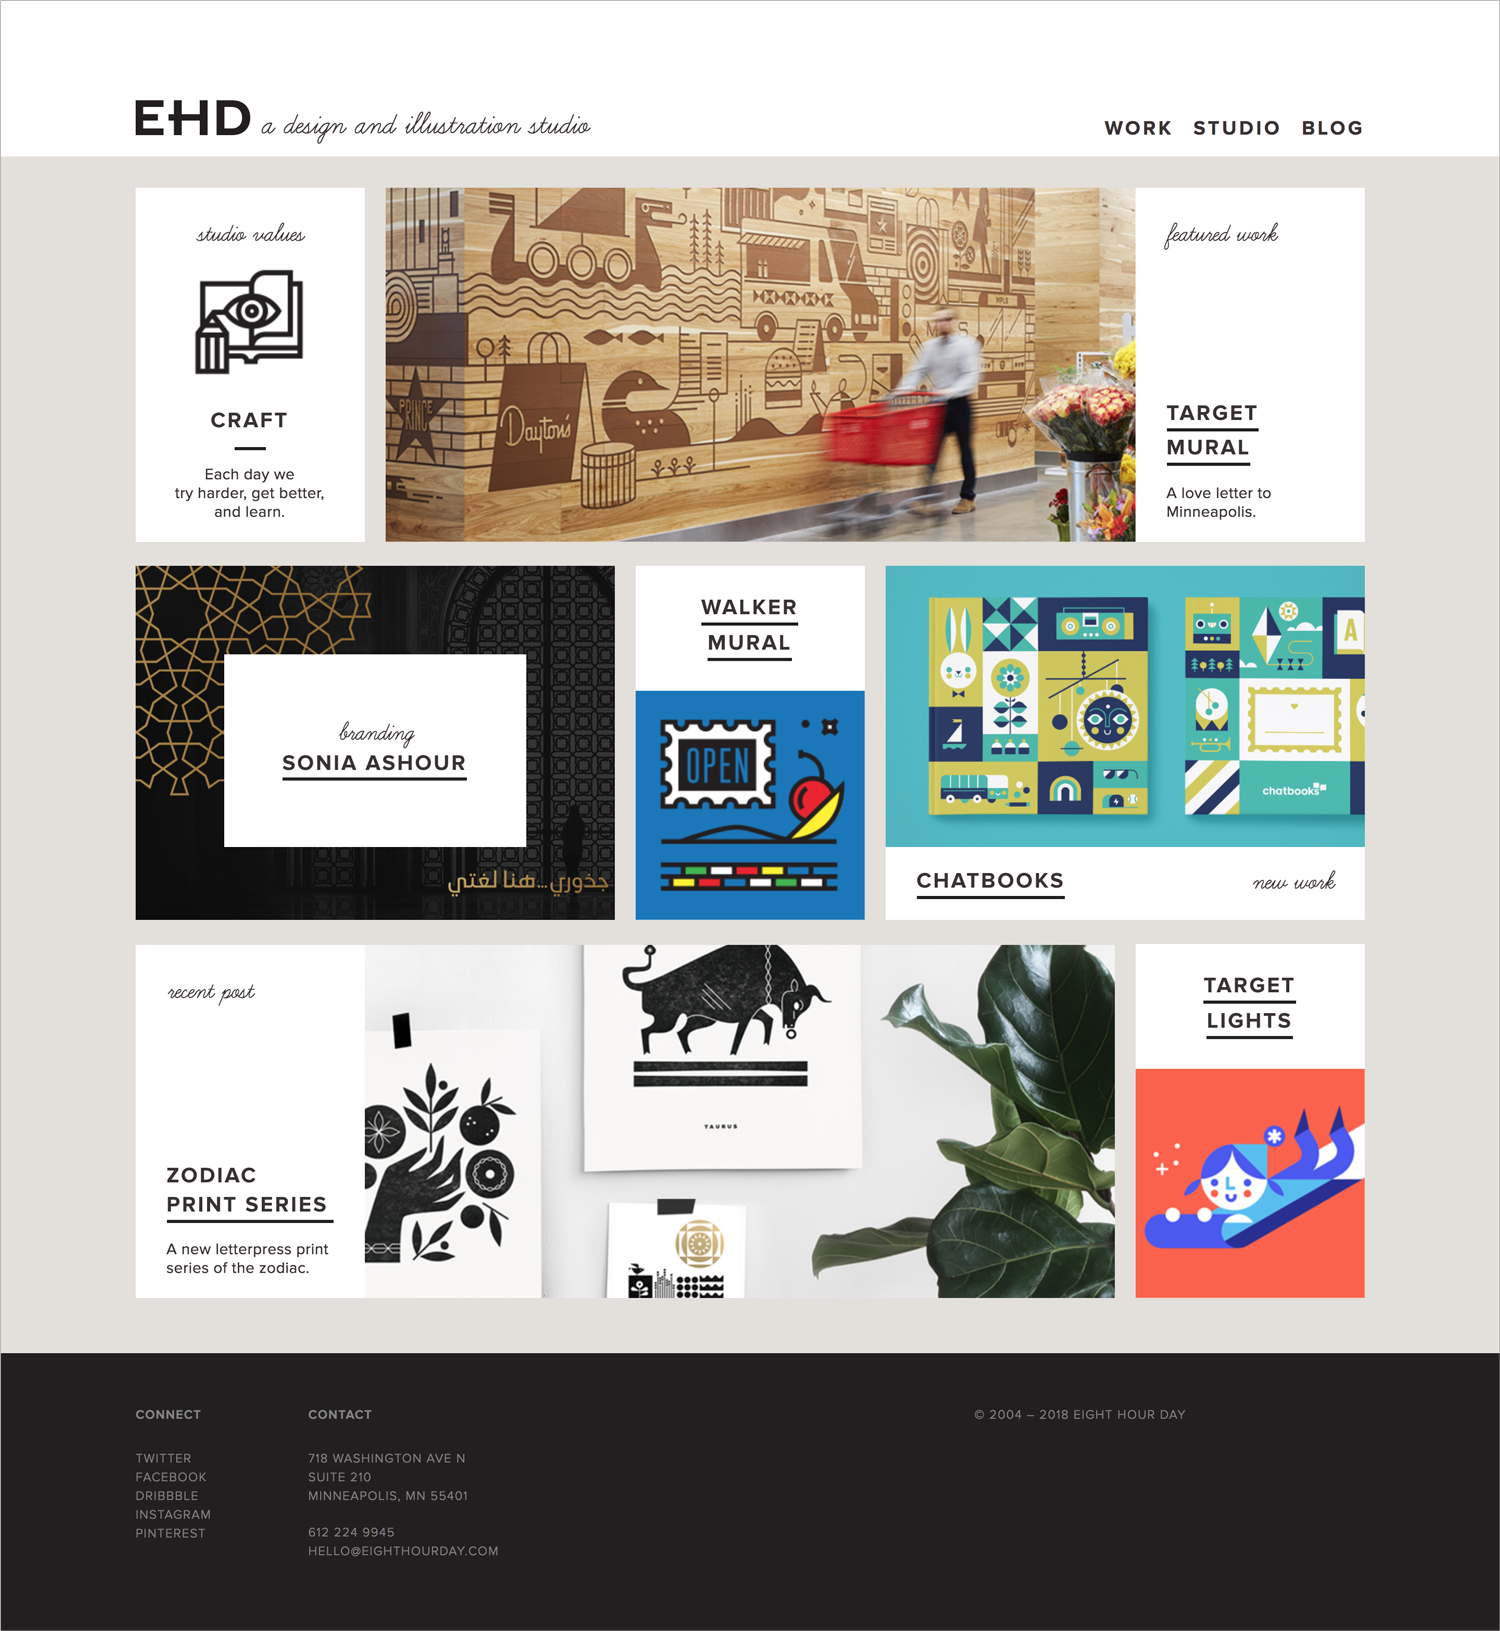 EHD a design and illustration studio
WORK STUDIO BLOG
studio values
CRAFT
Each day we
try harder, get better,
and learn.
PRINCE
Dayton's
MPLS
featured work
TARGET
MURAL
A love letter to
Minneapolis.
branding
SONIA ASHOUR
جذوري...هنا لغتي
WALKER
MURAL
OPEN
A
chatbooks
CHATBOOKS
new work
recent post
ZODIAC
PRINT SERIES
A new letterpress print
series of the zodiac.
TAURUS
TARGET
LIGHTS
CONNECT
TWITTER
FACEBOOK
DRIBBBLE
INSTAGRAM
PINTEREST
CONTACT
718 WASHINGTON AVE N
SUITE 210
MINNEAPOLIS, MN 55401
612 224 9945
HELLO@EIGHTHOURDAY.COM
© 2004 – 2018 EIGHT HOUR DAY